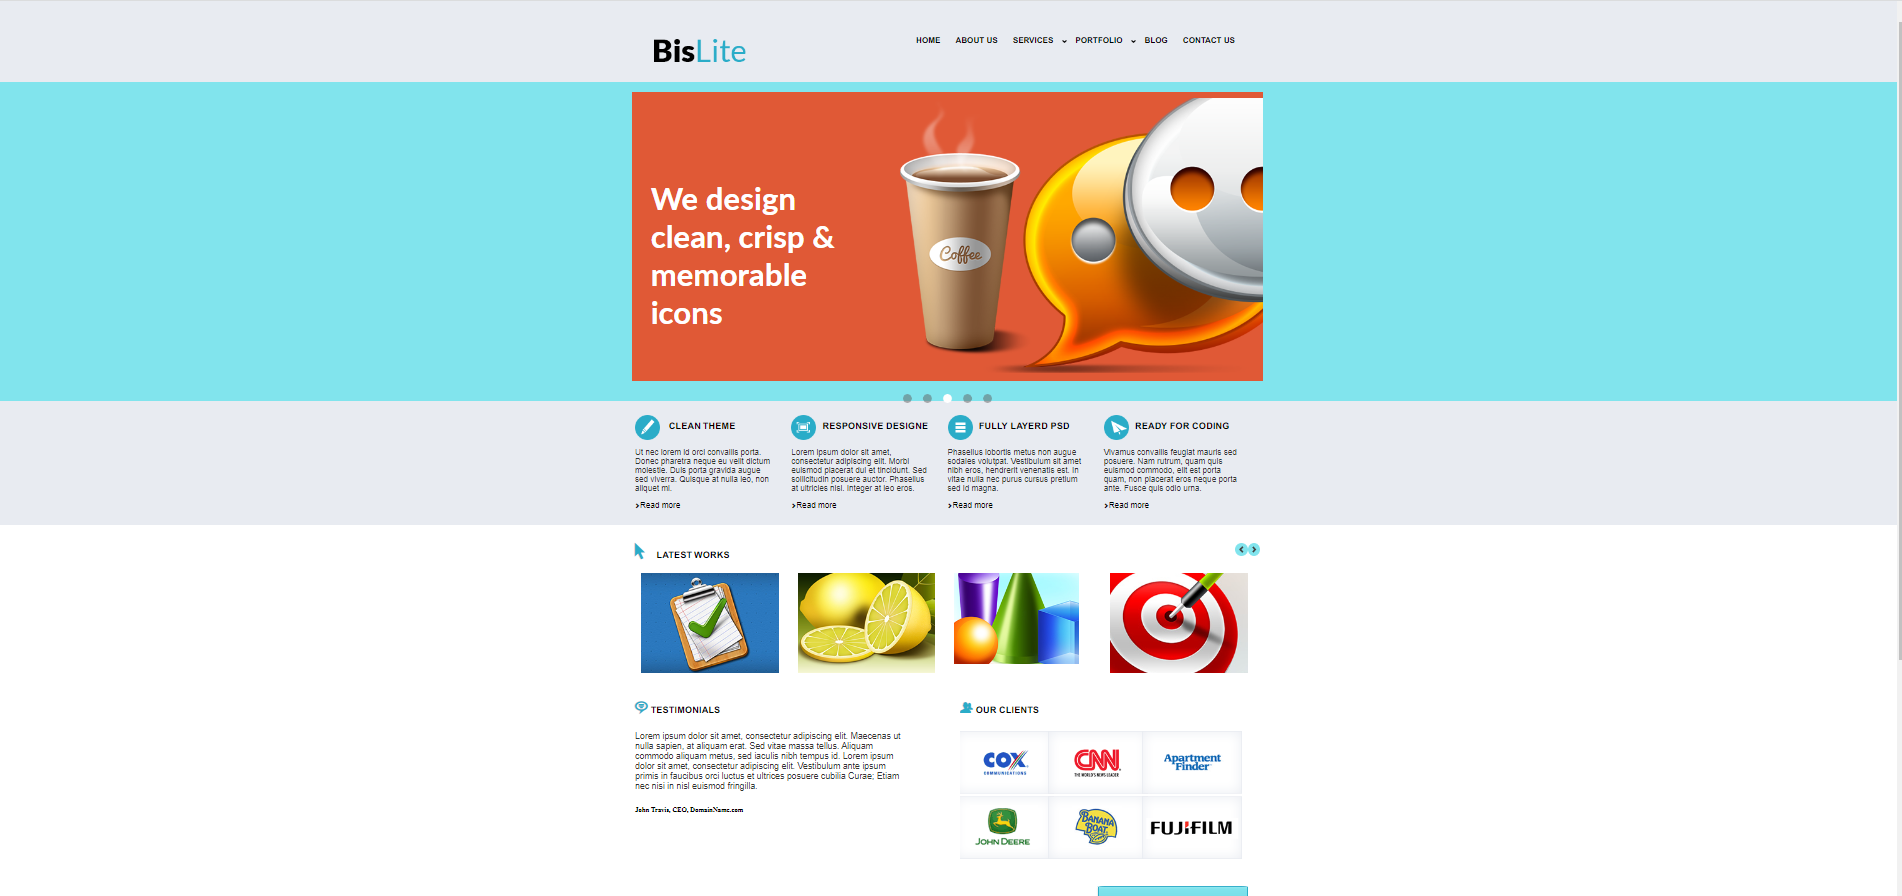 BisLite
HOME ABOUT US SERVICES PORTFOLIO BLOG CONTACT US
We design
clean, crisp &
memorable
icons
Coffee
CLEAN THEME
Ut nec lorem id orci convallis porta.
Donec pharetra neque eu velit dictum
molestie. Duis porta gravida augue
sed viverra. Quisque at nulla leo, non
aliquet mi.
Read more
RESPONSIVE DESIGNE
Lorem ipsum dolor sit amet,
consectetur adipiscing elit. Morbi
euismod placerat dui et tincidunt. Sed
sollicitudin posuere auctor. Phasellus
at ultricies nisi. Integer at leo eros.
Read more
FULLY LAYERD PSD
Phasellus lobortis metus non augue
sodales volutpat. Vestibulum sit amet
nibh eros, hendrerit venenatis est. In
vitae nulla nec purus cursus pretium
sed id magna.
Read more
READY FOR CODING
Vivamus convallis feugiat mauris sed
posuere. Nam rutrum, quam quis
euismod commodo, elit est porta
quam, non placerat eros neque porta
ante. Fusce quis odio urna.
Read more
LATEST WORKS
TESTIMONIALS
Lorem ipsum dolor sit amet, consectetur adipiscing elit. Maecenas ut
nulla sapien, at aliquam erat. Sed vitae massa tellus. Aliquam
commodo aliquam metus, sed iaculis nibh tempus id. Lorem ipsum
dolor sit amet, consectetur adipiscing elit. Vestibulum ante ipsum
primis in faucibus orci luctus et ultrices posuere cubilia Curae; Etiam
nec nisi in nisl euismod fringilla.
John Travis, CEO, DomainName.com
OUR CLIENTS
COX
COMMUNICATIONS
CNN
THE WORLD'S NEWS LEADER
Apartment
Finder
JOHN DEERE
BANANA
BOAT
FUJIFILM